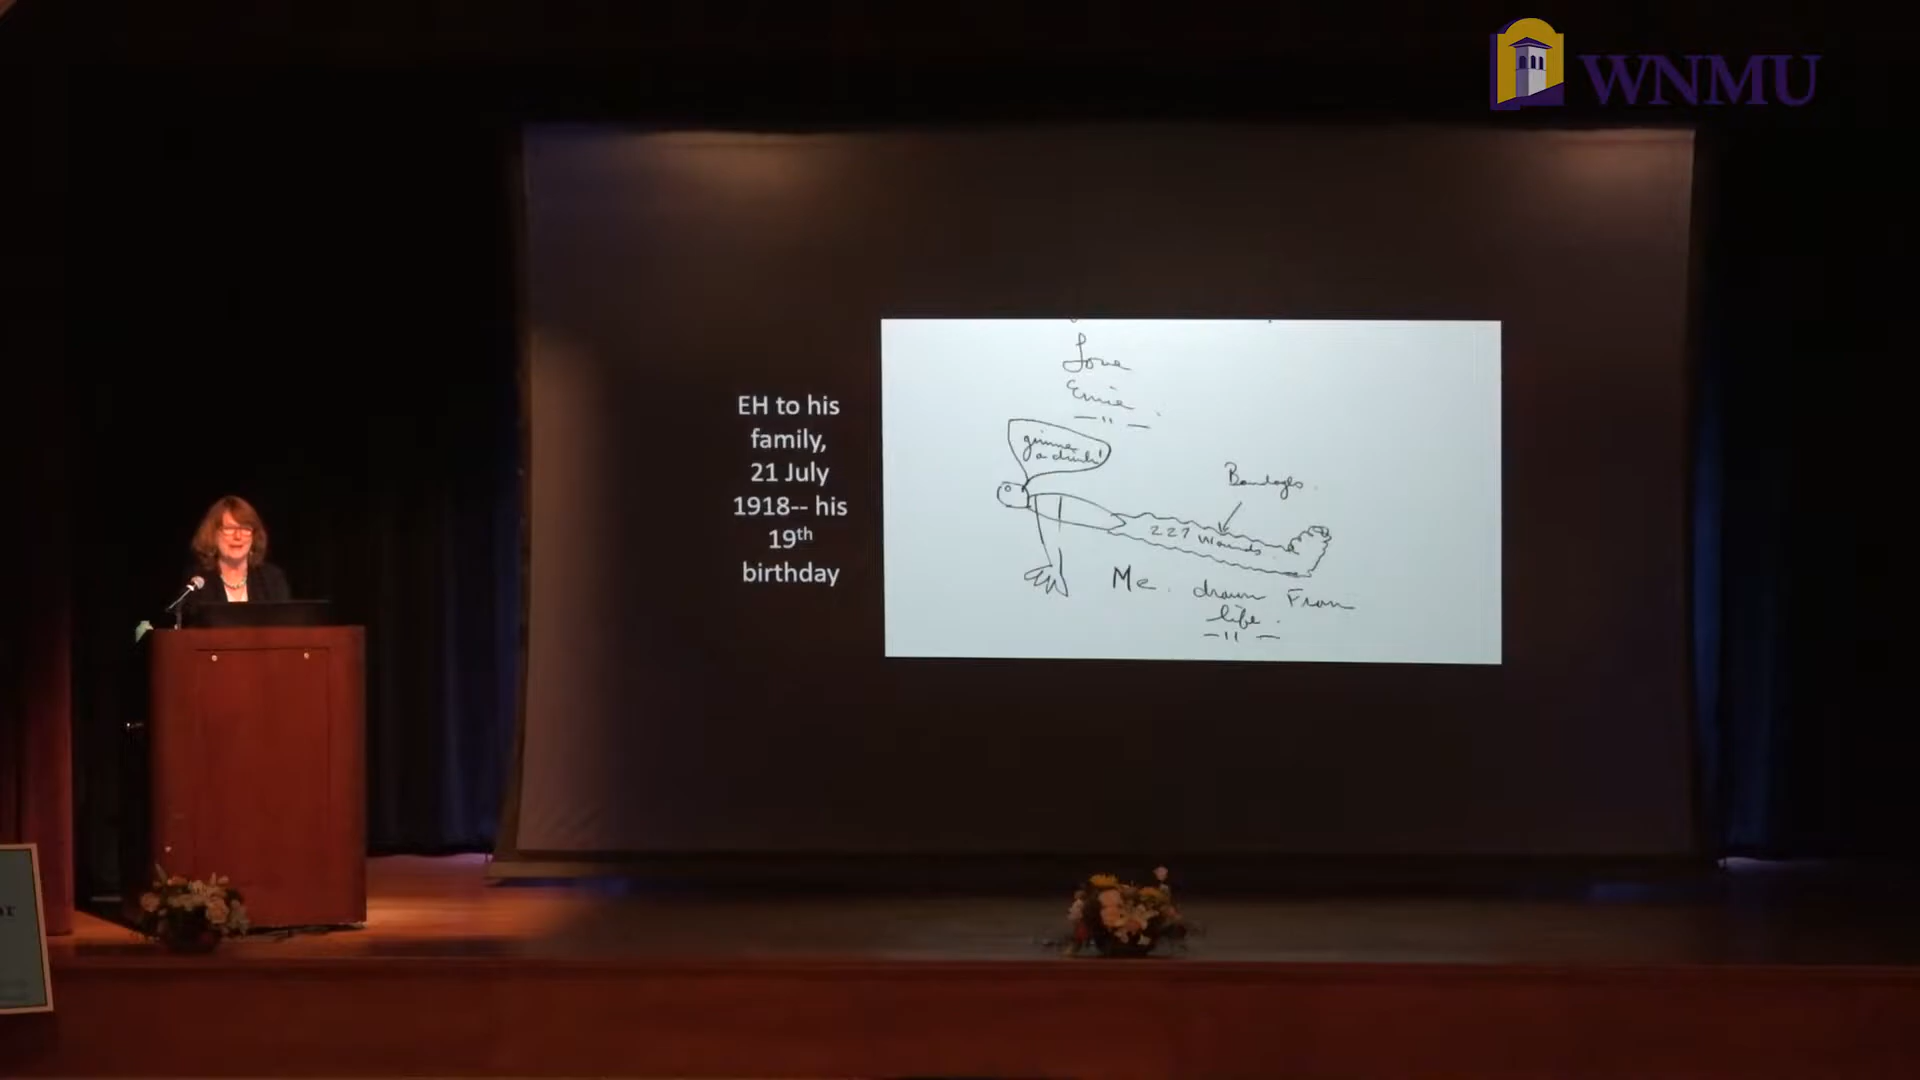 WNMU
EH to his
family,
21 July
1918-- his
19th
birthday
Love
Ernie.
gimme
a drink!
Bandages.
227 wounds.
Me. drawn From
life.